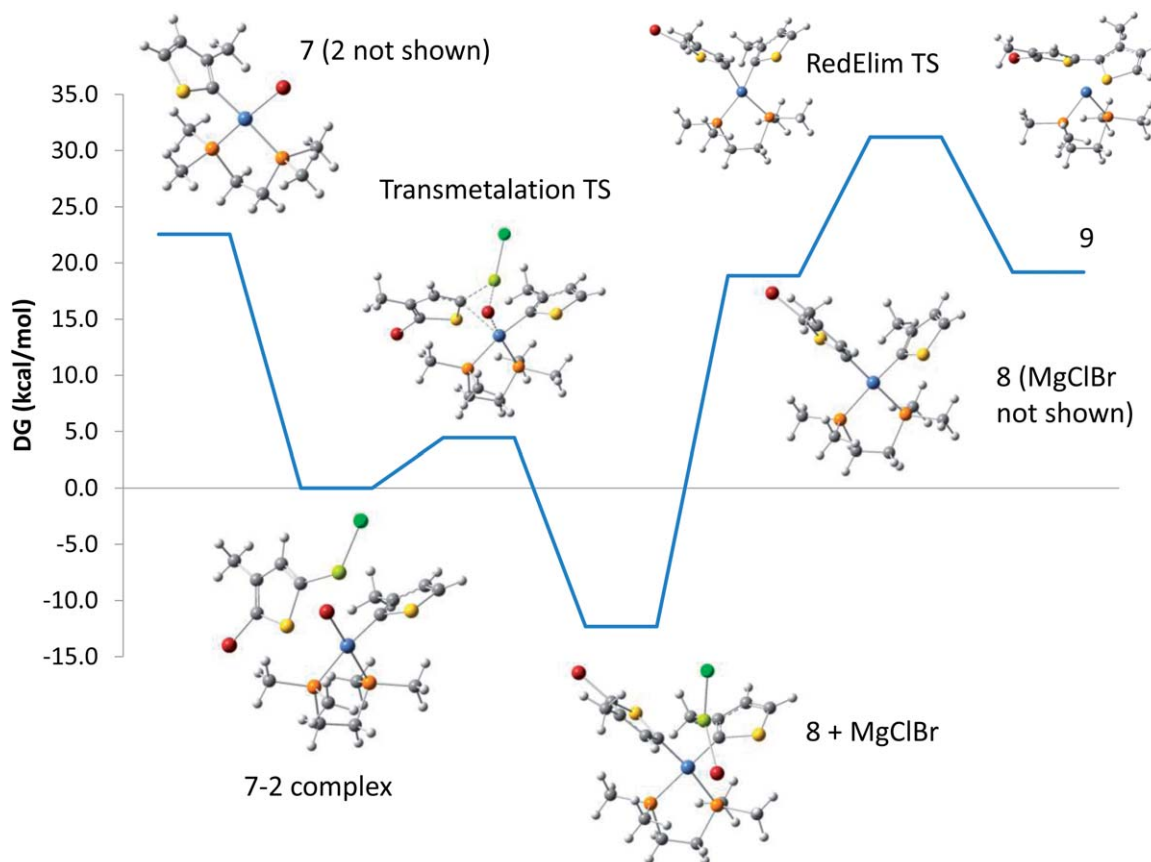 7 (2 not shown)
RedElim TS
35.0
30.0
25.0
20.0
15.0
10.0
5.0
0.0
-5.0
-10.0
-15.0
DG (kcal/mol)
Transmetalation TS
9
8 (MgClBr
not shown)
7-2 complex
8 + MgClBr